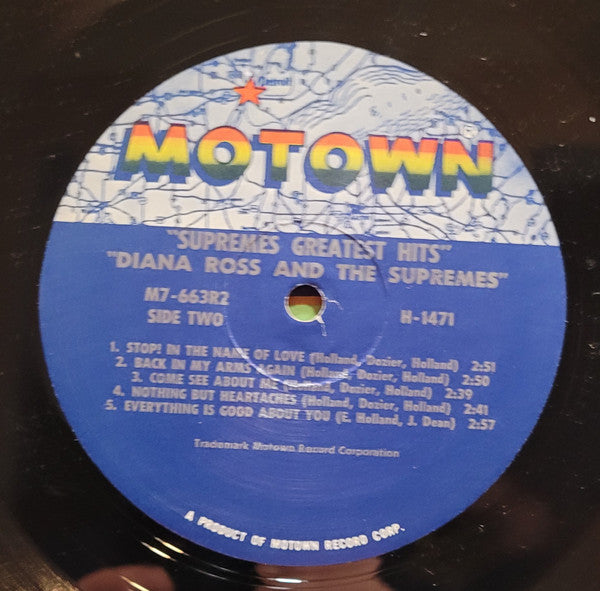 Detroit
MOTOWN®
"SUPREMES GREATEST HITS"
"DIANA ROSS AND THE SUPREMES"
M7-663R2 H-1471
SIDE TWO
1. STOP! IN THE NAME OF LOVE (Holland, Dozier, Holland) 2:51
2. BACK IN MY ARMS AGAIN (Holland, Dozier, Holland) 2:50
3. COME SEE ABOUT ME (Holland, Dozier, Holland) 2:39
4. NOTHING BUT HEARTACHES (Holland, Dozier, Holland) 2:41
5. EVERYTHING IS GOOD ABOUT YOU (E. Holland, J. Dean) 2:57
Trademark Motown Record Corporation
A PRODUCT OF MOTOWN RECORD CORP.